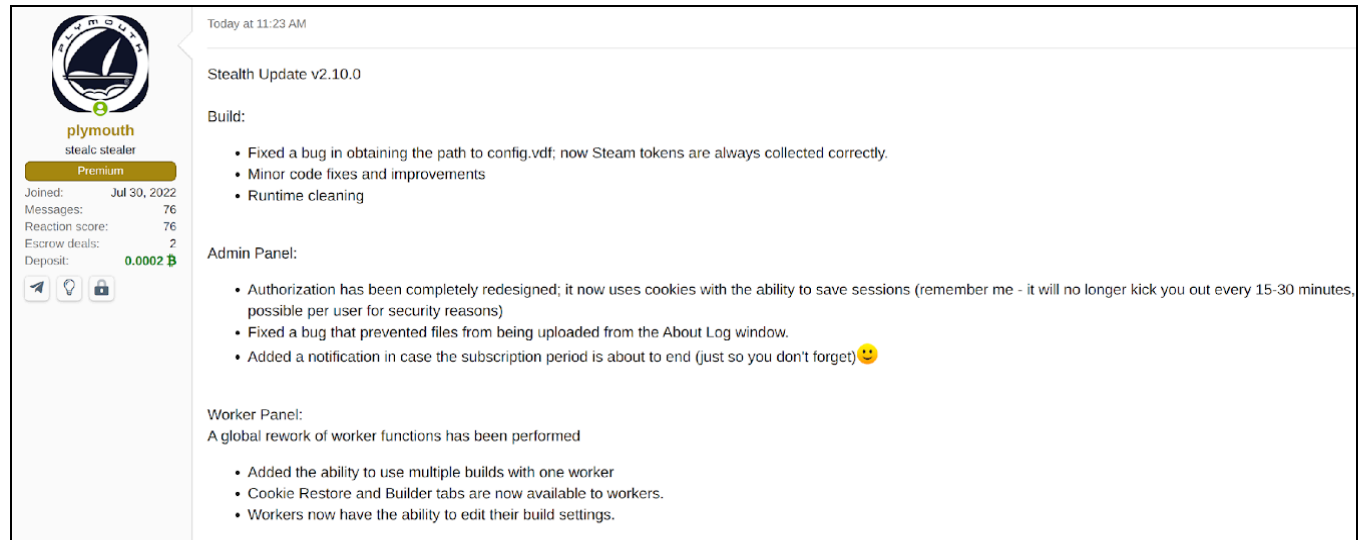 PLYMOUTH
PLYMOUTH
plymouth
stealc stealer
Premium
Joined: Jul 30, 2022
Messages: 76
Reaction score: 76
Escrow deals: 2
Deposit: 0.0002 ₿
Today at 11:23 AM
Stealth Update v2.10.0
Build:
• Fixed a bug in obtaining the path to config.vdf; now Steam tokens are always collected correctly.
• Minor code fixes and improvements
• Runtime cleaning
Admin Panel:
• Authorization has been completely redesigned; it now uses cookies with the ability to save sessions (remember me - it will no longer kick you out every 15-30 minutes,
possible per user for security reasons)
• Fixed a bug that prevented files from being uploaded from the About Log window.
• Added a notification in case the subscription period is about to end (just so you don't forget)🙂
Worker Panel:
A global rework of worker functions has been performed
• Added the ability to use multiple builds with one worker
• Cookie Restore and Builder tabs are now available to workers.
• Workers now have the ability to edit their build settings.